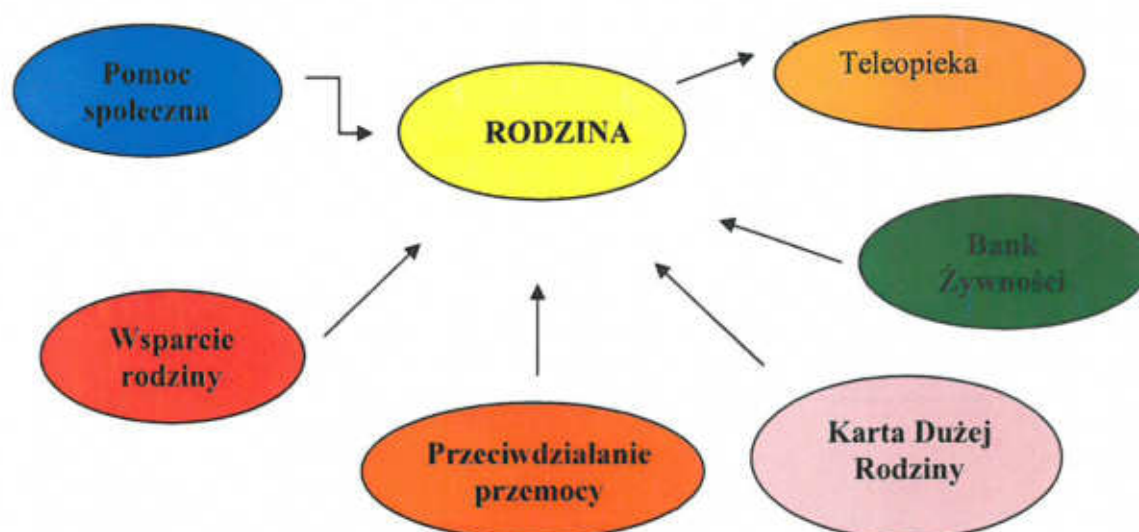 Pomoc
społeczna
RODZINA
Teleopieka
Bank
Żywności
Wsparcie
rodziny
Przeciwdziałanie
przemocy
Karta Dużej
Rodziny